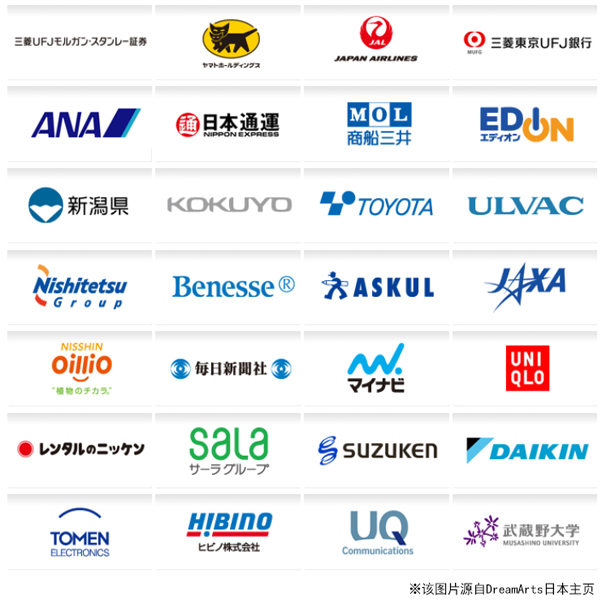 三菱UFJモルガン・スタンレー証券
ヤマトホールディングス
JAL
JAPAN AIRLINES
MUFG
三菱東京UFJ銀行
ANA
通
日本通運
NIPPON EXPRESS
MOL
商船三井
EDION
エディオン
新潟県
KOKUYO
TOYOTA
ULVAC
Nishitetsu
Group
Benesse®
ASKUL
JAXA
NISSHIN
OilliO
"植物のチカラ。"
毎日新聞社
マイナビ
UNI
QLO
レンタルのニッケン
SaLa
サーラグループ
SUZUKEN
DAIKIN
TOMEN
ELECTRONICS
HIBINO
ヒビノ株式会社
UQ
Communications
武蔵野大学
MUSASHINO UNIVERSITY
※该图片源自DreamArts日本主页